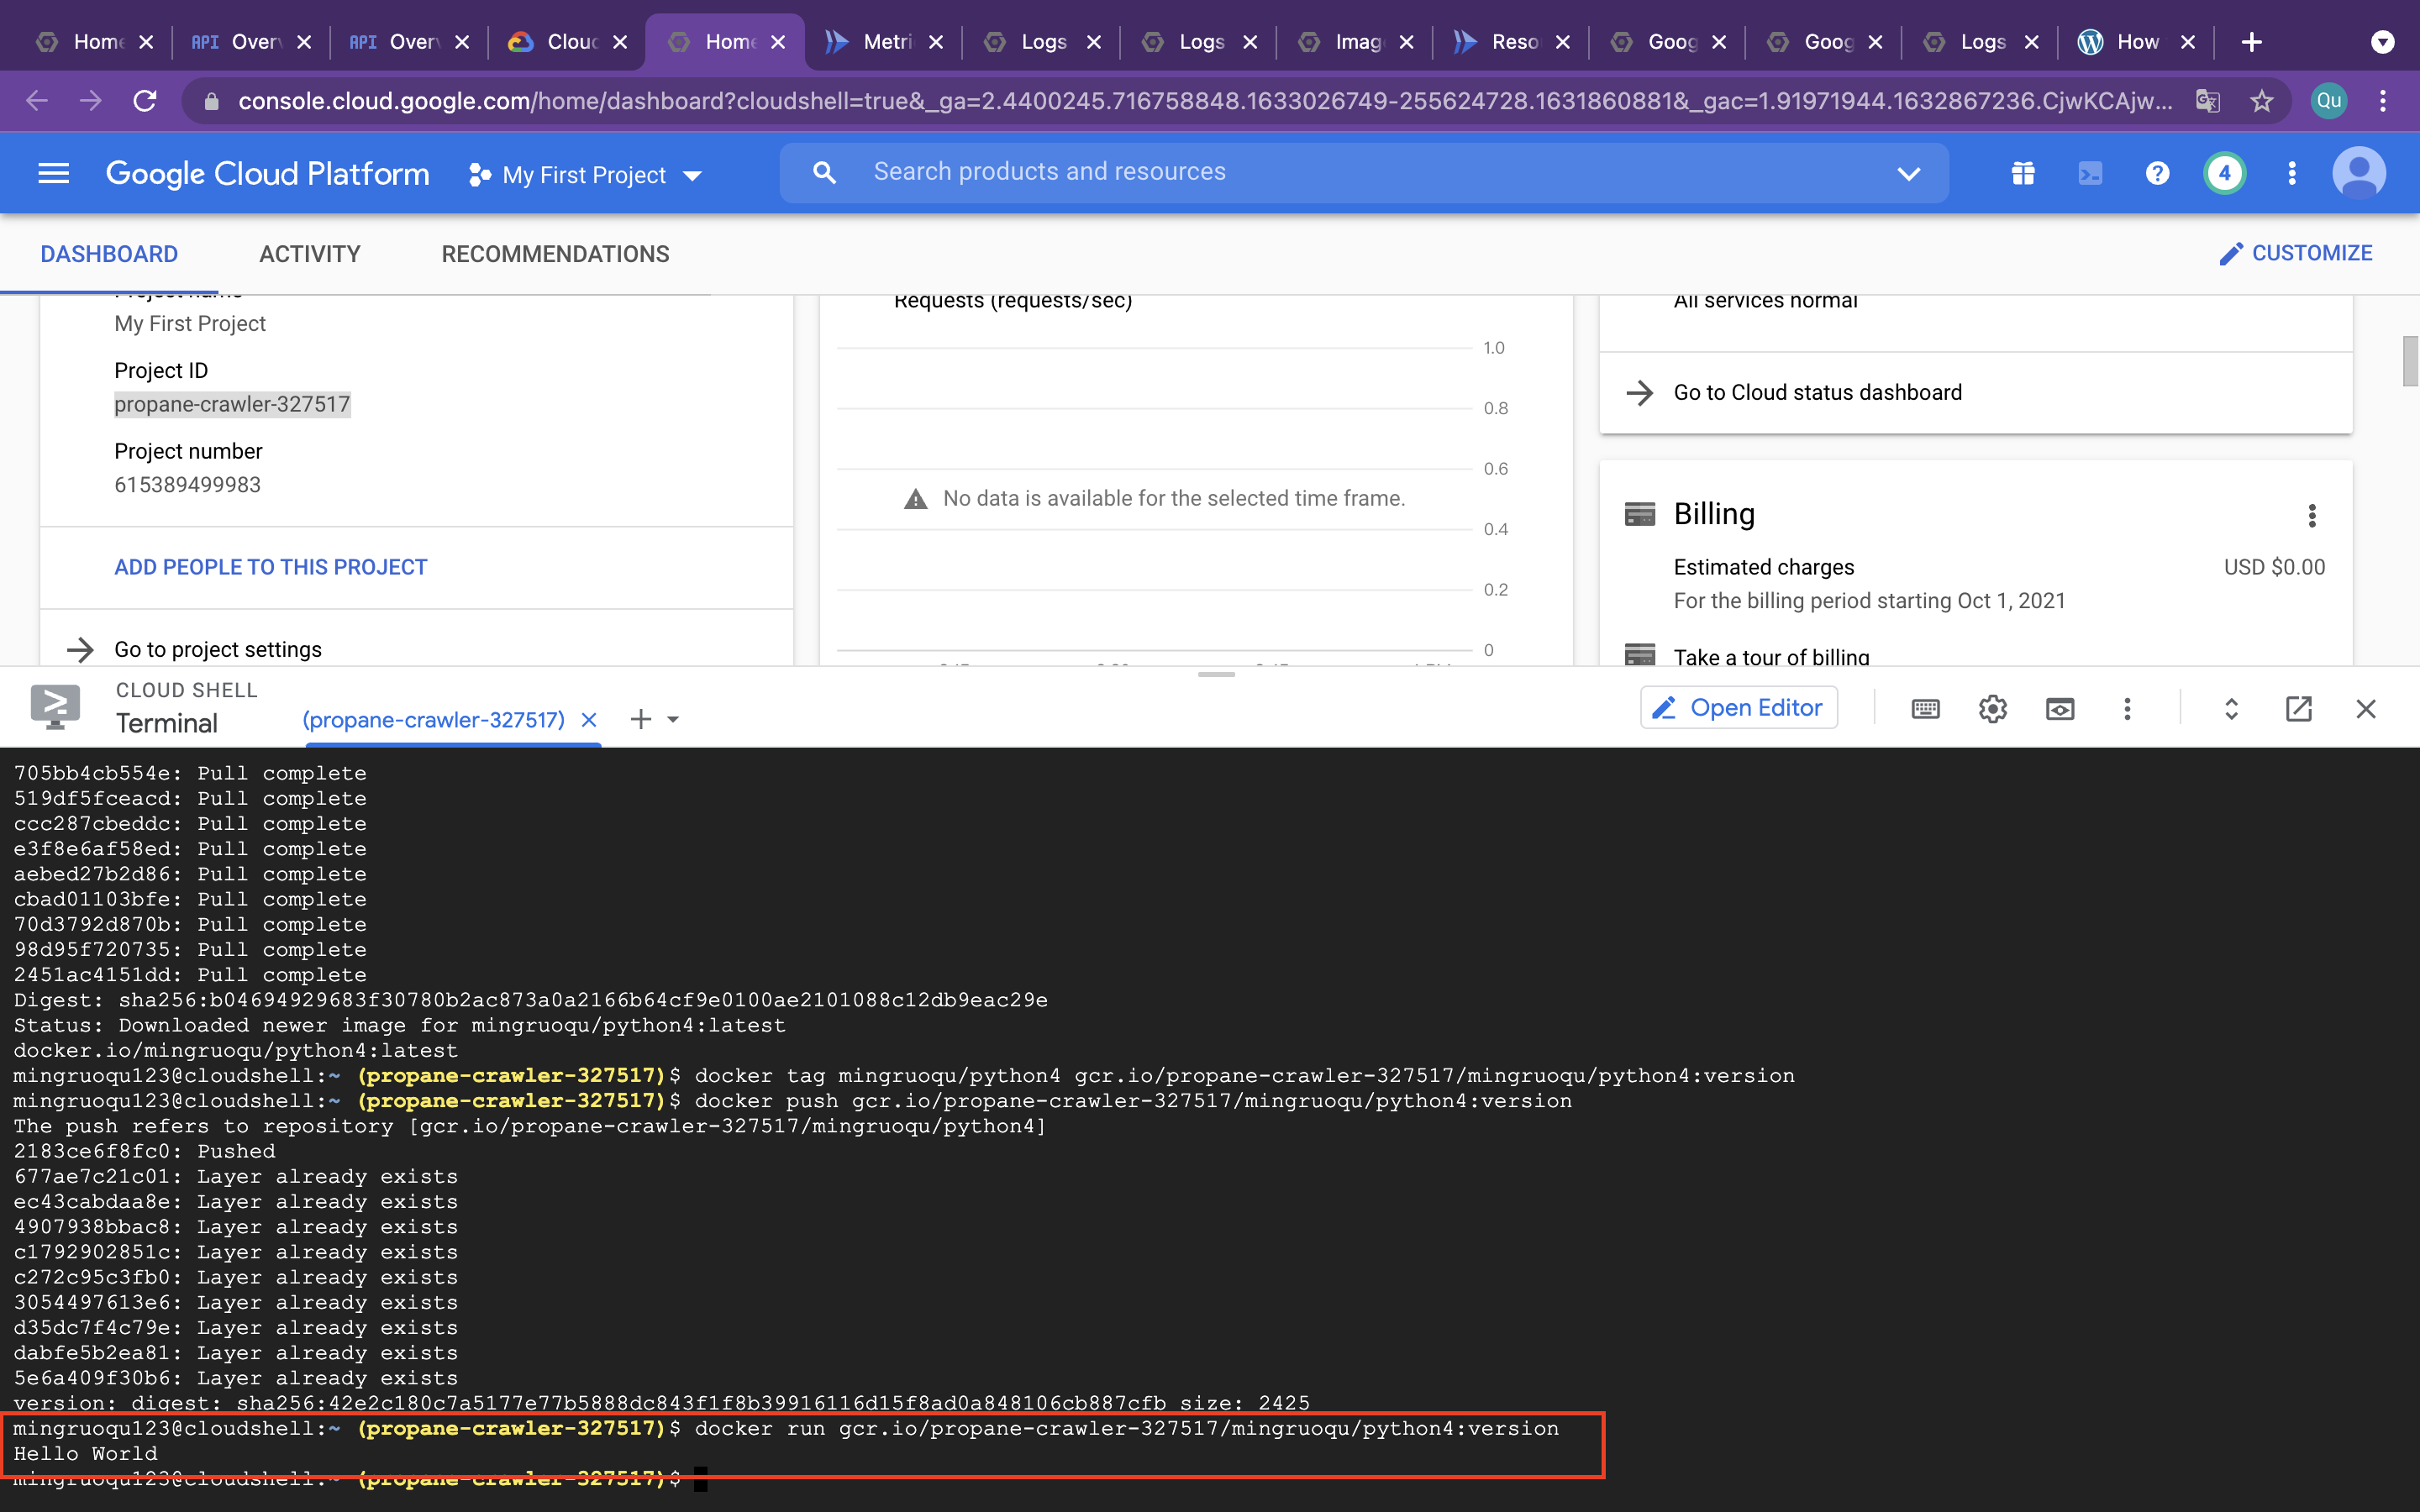 Home
Over
Over
Clou
Home
Metri
Logs
Logs
Imag
Reso
Goog
Goog
Logs
How
console.cloud.google.com/home/dashboard?cloudshell=true&_ga=2.4400245.716758848.1633026749-255624728.1631860881&_gac=1.91971944.1632867236.CjwKCAjw...
Qu
Google Cloud Platform
My First Project
Search products and resources
4
DASHBOARD
ACTIVITY
RECOMMENDATIONS
CUSTOMIZE
Project name
My First Project
Project ID
propane-crawler-327517
Project number
615389499983
ADD PEOPLE TO THIS PROJECT
Go to project settings
Requests (requests/sec)
1.0
0.8
0.6
No data is available for the selected time frame.
0.4
0.2
0
All services normal
Go to Cloud status dashboard
Billing
Estimated charges
USD $0.00
For the billing period starting Oct 1, 2021
Take a tour of billing
CLOUD SHELL
Terminal
(propane-crawler-327517)
Open Editor
705bb4cb554e: Pull complete
519df5fceacd: Pull complete
ccc287cbeddc: Pull complete
e3f8e6af58ed: Pull complete
aebed27b2d86: Pull complete
cbad01103bfe: Pull complete
70d3792d870b: Pull complete
98d95f720735: Pull complete
2451ac4151dd: Pull complete
Digest: sha256:b04694929683f30780b2ac873a0a2166b64cf9e0100ae2101088c12db9eac29e
Status: Downloaded newer image for mingruoqu/python4:latest
docker.io/mingruoqu/python4:latest
mingruoqu123@cloudshell:~ (propane-crawler-327517)$ docker tag mingruoqu/python4 gcr.io/propane-crawler-327517/mingruoqu/python4:version
mingruoqu123@cloudshell:~ (propane-crawler-327517)$ docker push gcr.io/propane-crawler-327517/mingruoqu/python4:version
The push refers to repository [gcr.io/propane-crawler-327517/mingruoqu/python4]
2183ce6f8fc0: Pushed
677ae7c21c01: Layer already exists
ec43cabdaa8e: Layer already exists
4907938bbac8: Layer already exists
c1792902851c: Layer already exists
c272c95c3fb0: Layer already exists
3054497613e6: Layer already exists
d35dc7f4c79e: Layer already exists
dabfe5b2ea81: Layer already exists
5e6a409f30b6: Layer already exists
version: digest: sha256:42e2c180c7a5177e77b5888dc843f1f8b39916116d15f8ad0a848106cb887cfb size: 2425
mingruoqu123@cloudshell:~ (propane-crawler-327517)$ docker run gcr.io/propane-crawler-327517/mingruoqu/python4:version
Hello World
mingruoqu123@cloudshell:~ (propane-crawler-327517)$